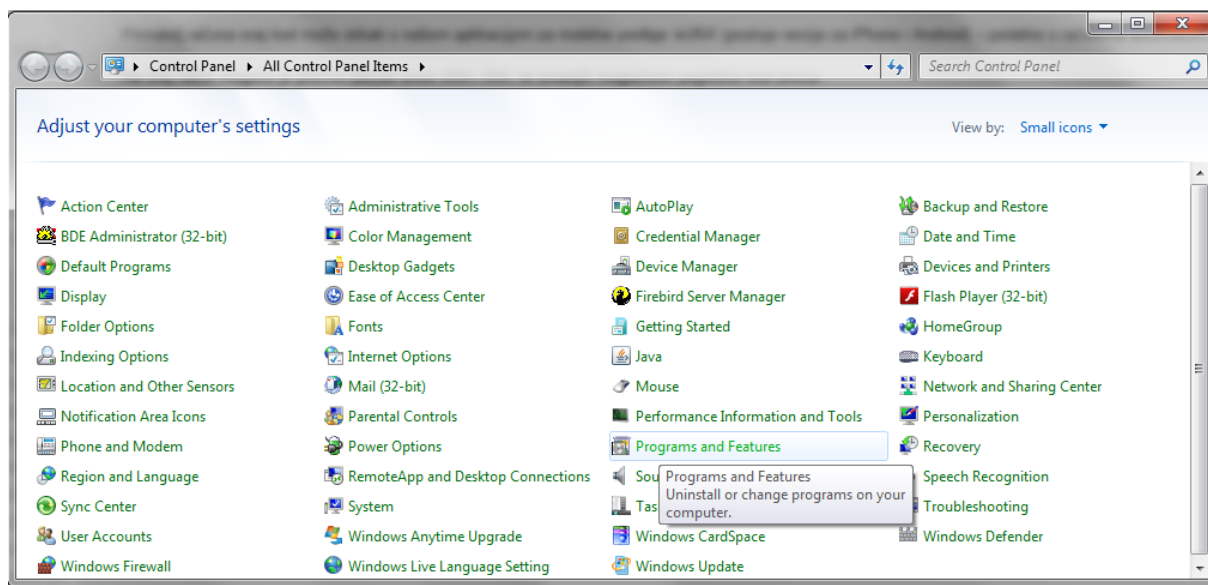 Control Panel All Control Panel Items Search Control Panel
Adjust your computer's settings View by: Small icons
Action Center Administrative Tools AutoPlay Backup and Restore
BDE Administrator (32-bit) Color Management Credential Manager Date and Time
Default Programs Desktop Gadgets Device Manager Devices and Printers
Display Ease of Access Center Firebird Server Manager Flash Player (32-bit)
Folder Options Fonts Getting Started HomeGroup
Indexing Options Internet Options Java Keyboard
Location and Other Sensors Mail (32-bit) Mouse Network and Sharing Center
Notification Area Icons Parental Controls Performance Information and Tools Personalization
Phone and Modem Power Options Programs and Features Recovery
Region and Language RemoteApp and Desktop Connections Sou Programs and Features Speech Recognition
Uninstall or change programs on your
Sync Center System Tas computer. Troubleshooting
User Accounts Windows Anytime Upgrade Windows CardSpace Windows Defender
Windows Firewall Windows Live Language Setting Windows Update